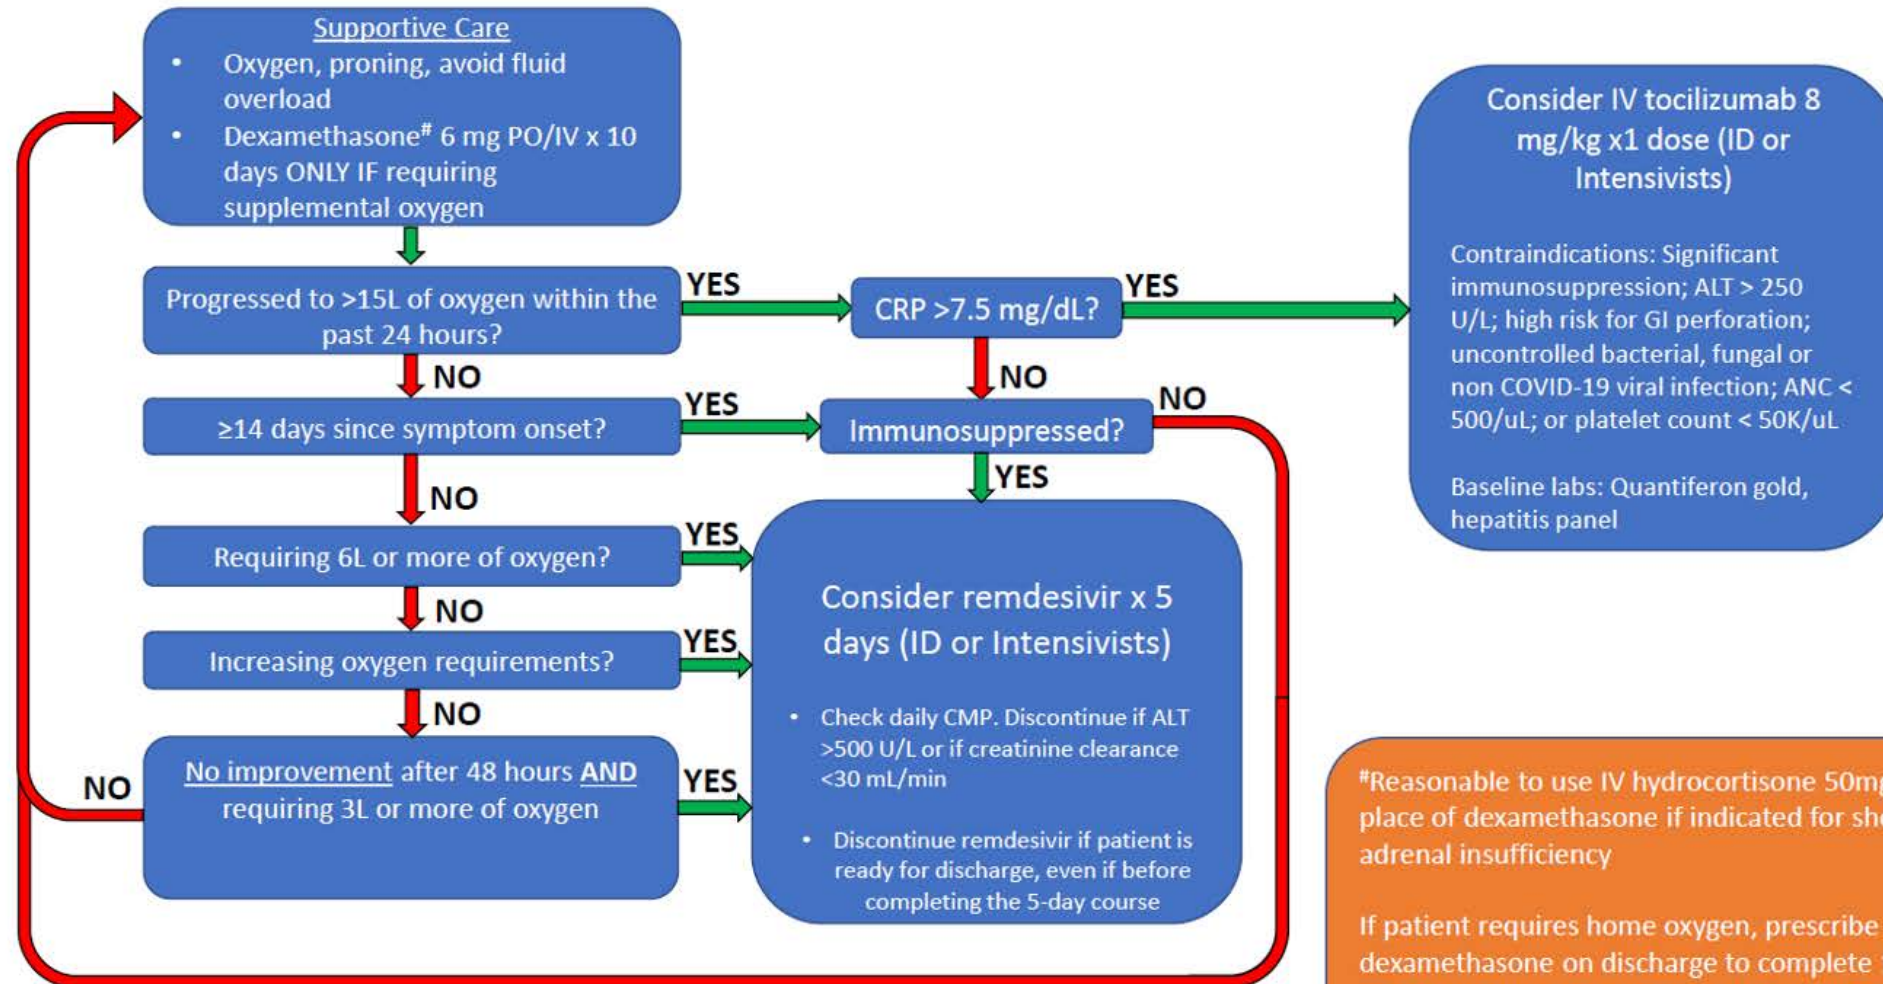 Supportive Care
• Oxygen, proning, avoid fluid
overload
• Dexamethasone# 6 mg PO/IV x 10
days ONLY IF requiring
supplemental oxygen
Progressed to >15L of oxygen within the
past 24 hours?
YES
CRP >7.5 mg/dL?
YES
Consider IV tocilizumab 8
mg/kg x1 dose (ID or
Intensivists)
Contraindications: Significant
immunosuppression; ALT > 250
U/L; high risk for GI perforation;
uncontrolled bacterial, fungal or
non COVID-19 viral infection; ANC <
500/uL; or platelet count < 50K/uL
Baseline labs: Quantiferon gold,
hepatitis panel
NO
NO
≥14 days since symptom onset?
YES
Immunosuppressed?
NO
YES
NO
Requiring 6L or more of oxygen?
YES
NO
Increasing oxygen requirements?
YES
NO
No improvement after 48 hours AND
requiring 3L or more of oxygen
NO
YES
Consider remdesivir x 5
days (ID or Intensivists)
• Check daily CMP. Discontinue if ALT
>500 U/L or if creatinine clearance
<30 mL/min
• Discontinue remdesivir if patient is
ready for discharge, even if before
completing the 5-day course
#Reasonable to use IV hydrocortisone 50mg
place of dexamethasone if indicated for
adrenal insufficiency
If patient requires home oxygen, prescribe
dexamethasone on discharge to complete